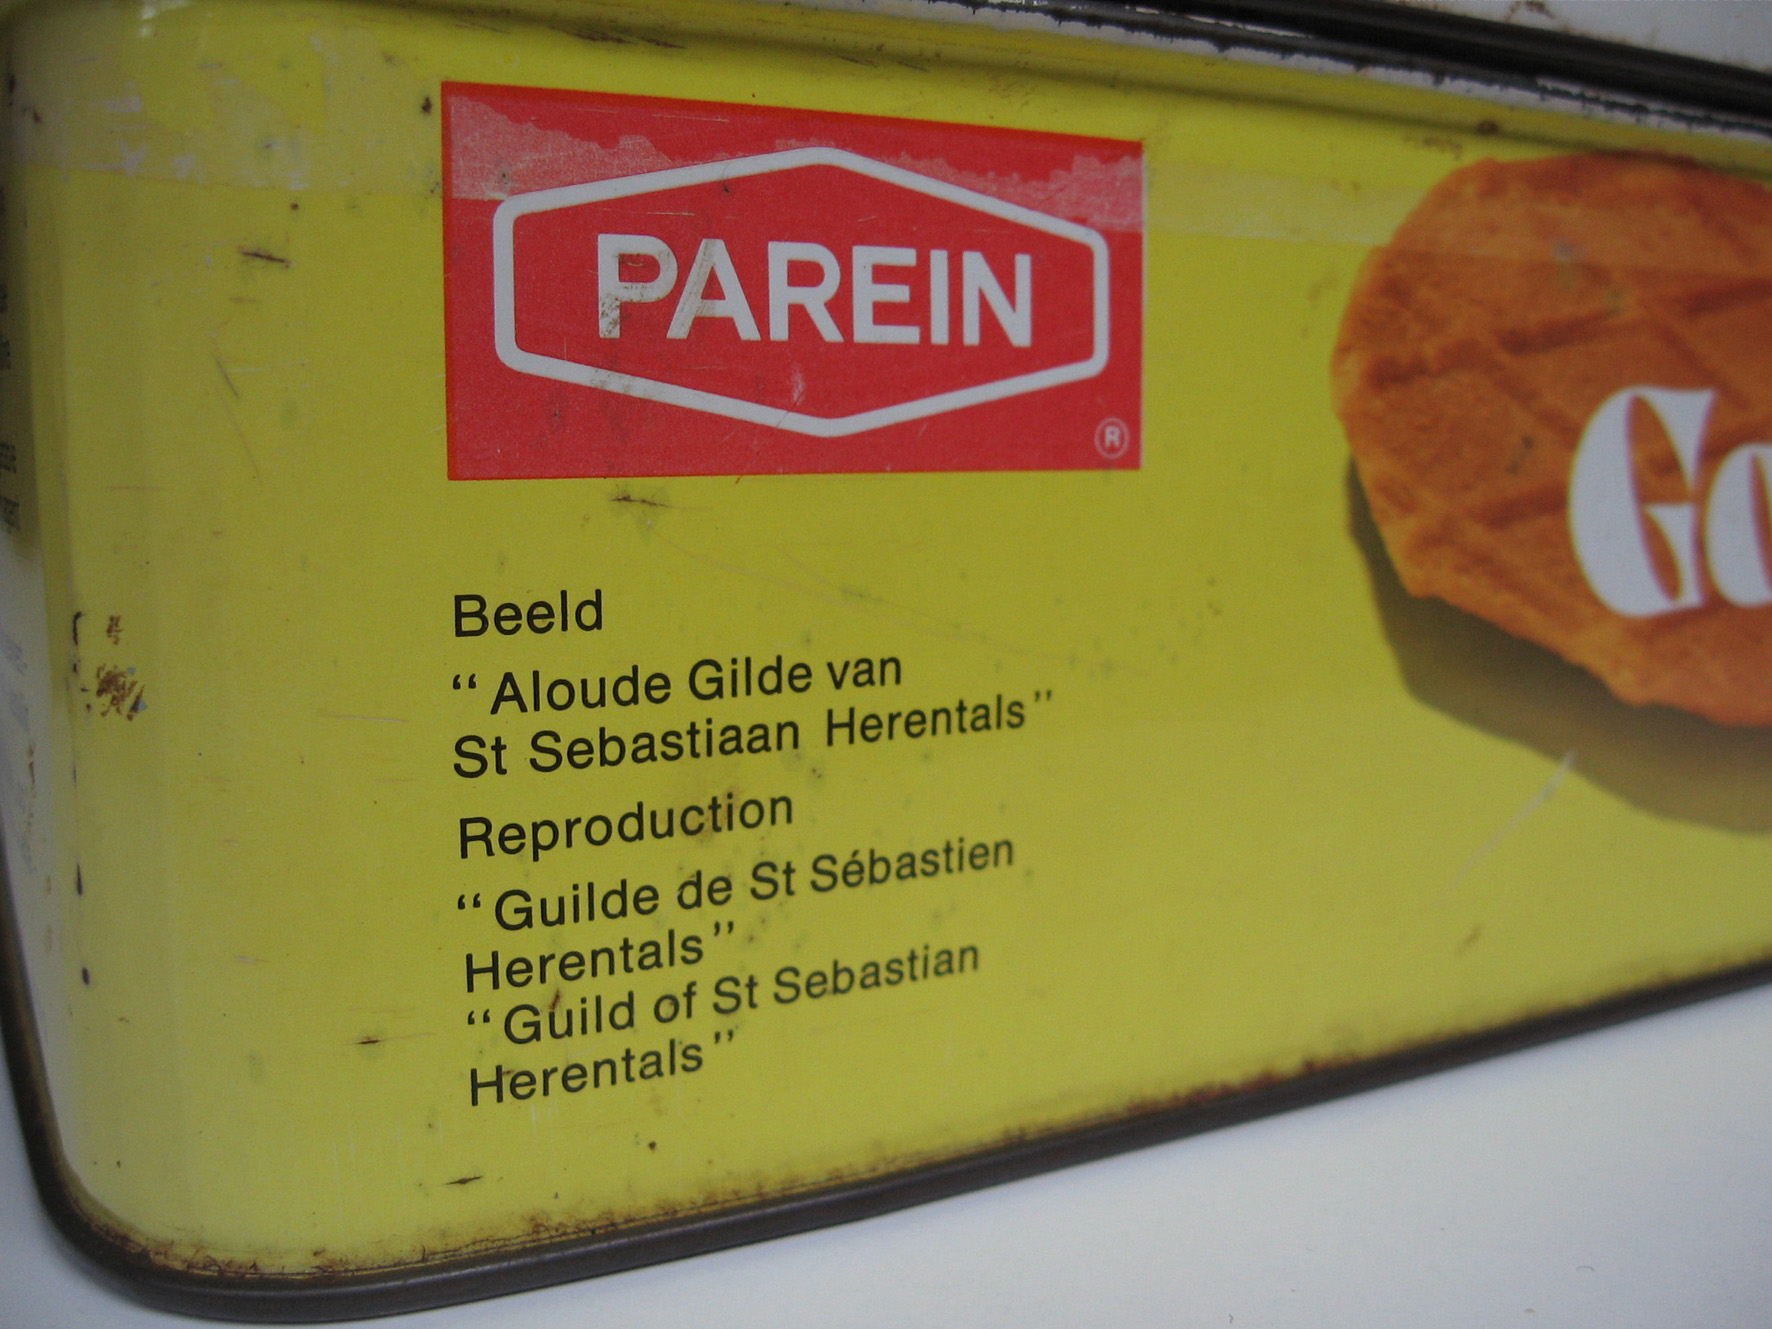 PAREIN
®
Beeld
“Aloude Gilde van
St Sebastiaan Herentals”
Reproduction
“Guilde de St Sébastien
Herentals”
“Guild of St Sebastian
Herentals”